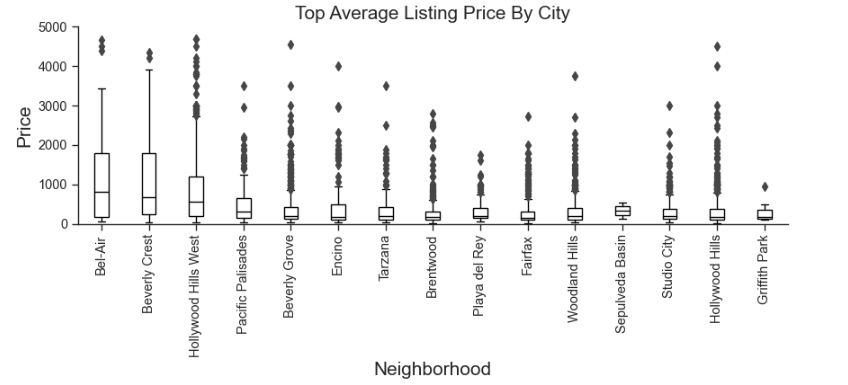 Top Average Listing Price By City
Price
5000
4000
3000
2000
1000
0
Bel-Air
Beverly Crest
Hollywood Hills West
Pacific Palisades
Beverly Grove
Encino
Tarzana
Brentwood
Playa del Rey
Fairfax
Woodland Hills
Sepulveda Basin
Studio City
Hollywood Hills
Griffith Park
Neighborhood